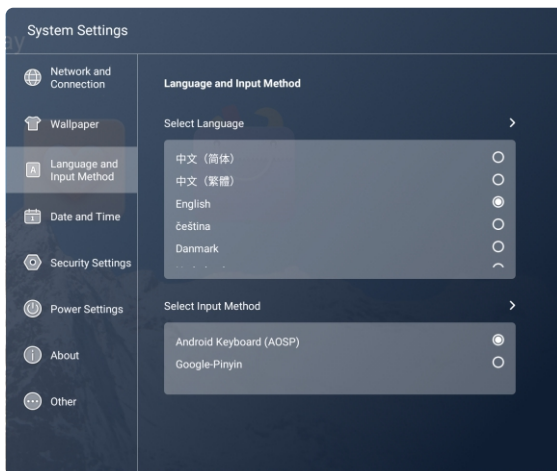 System Settings
Network and
Connection
Wallpaper
Language and
Input Method
Date and Time
Security Settings
Power Settings
About
Other
Language and Input Method
Select Language
中文（简体）
中文（繁體）
English
čeština
Danmark
Select Input Method
Android Keyboard (AOSP)
Google-Pinyin